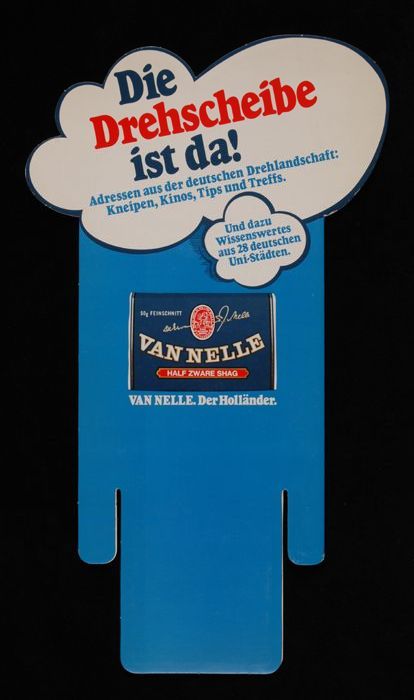 Die
Drehscheibe
ist da!
Adressen aus der deutschen Drehlandschaft:
Kneipen, Kinos, Tips und Treffs.
Und dazu
Wissenswertes
aus 28 deutschen
Uni-Städten.
50g FEINSCHNITT
VAN NELLE
HALF ZWARE SHAG
VAN NELLE. Der Holländer.